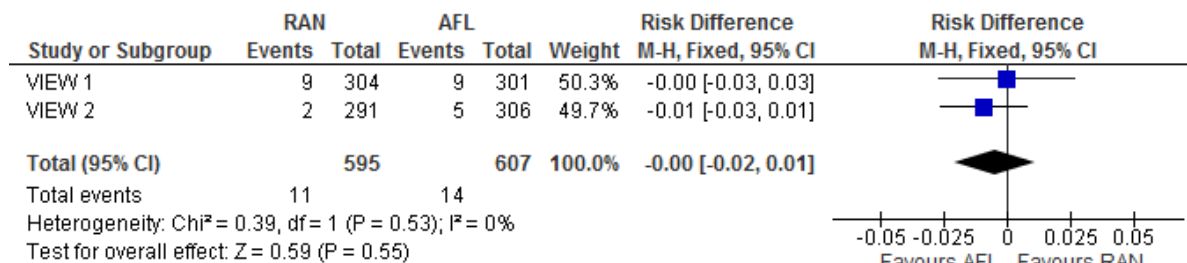 RAN AFL Risk Difference Risk Difference
Study or Subgroup Events Total Events Total Weight M-H, Fixed, 95% CI M-H, Fixed, 95% CI
VIEW 1 9 304 9 301 50.3% -0.00 [-0.03, 0.03]
VIEW 2 2 291 5 306 49.7% -0.01 [-0.03, 0.01]
Total (95% CI) 595 607 100.0% -0.00 [-0.02, 0.01]
Total events 11 14
Heterogeneity: Chi² = 0.39, df = 1 (P = 0.53); I² = 0%
Test for overall effect: Z = 0.59 (P = 0.55)
-0.05 -0.025 0 0.025 0.05
Favours AFL Favours RAN